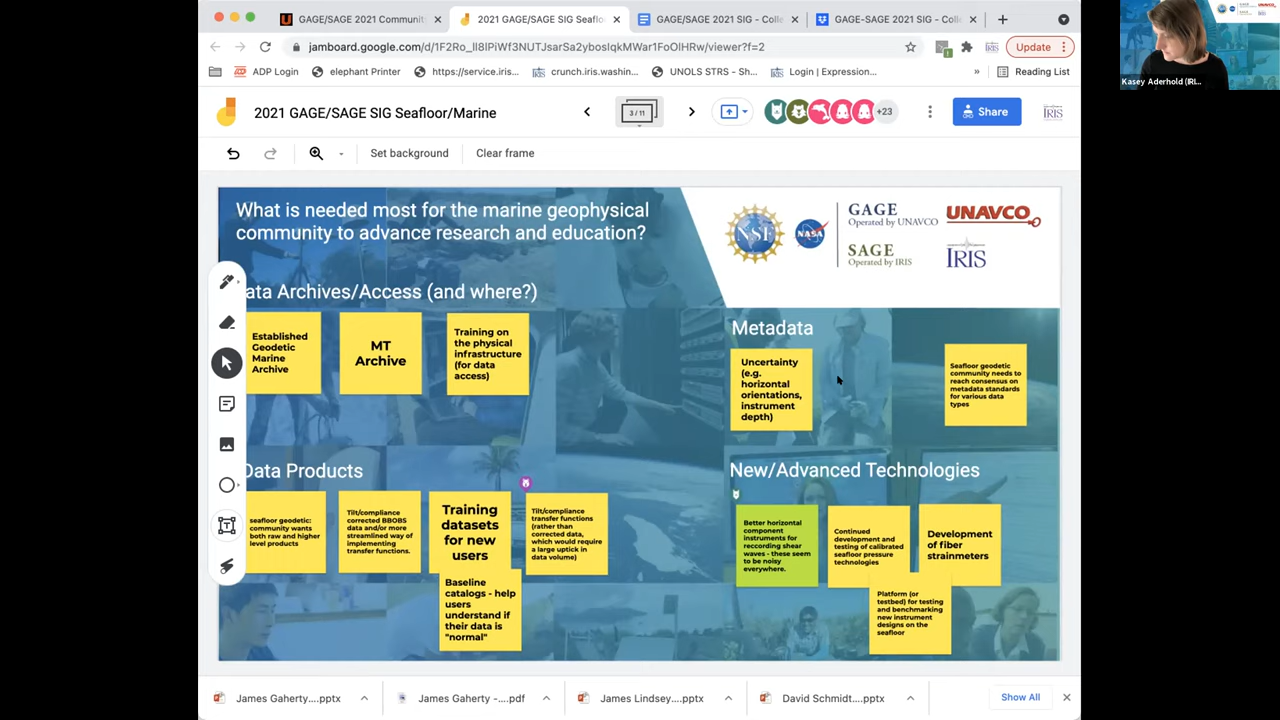 GAGE/SAGE 2021 Communit
2021 GAGE/SAGE SIG Seaflo
GAGE/SAGE 2021 SIG - Colle
GAGE-SAGE 2021 SIG - Coll
Update
ADP Login
elephant Printer
https://service.iris...
crunch.iris.washin...
UNOLS STRS - Sh...
Login | Expression...
»
Reading List
2021 GAGE/SAGE SIG Seafloor/Marine
3 / 11
+23
Share
IRIS
Set background
Clear frame
What is needed most for the marine geophysical
community to advance research and education?
NSF
NASA
GAGE
Operated by UNAVCO
SAGE
Operated by IRIS
UNAVCO
IRIS
ata Archives/Access (and where?)
Established
Geodetic
Marine
Archive
MT
Archive
Training on
the physical
infrastructure
(for data
access)
Metadata
Uncertainty
(e.g.
horizontal
orientations,
instrument
depth)
Seafloor geodetic
community needs to
reach consensus on
metadata standards
for various data
types
Data Products
seafloor geodetic:
community wants
both raw and higher
level products
Tilt/compliance
corrected BBOBS
data and/or more
streamlined way of
implementing
transfer functions.
Training
datasets
for new
users
Tilt/compliance
transfer functions
(rather than
corrected data,
which would require
a large uptick in
data volume)
Baseline
catalogs - help
users
understand if
their data is
"normal"
New/Advanced Technologies
Better horizontal
component
instruments for
reccording shear
waves - these seem
to be noisy
everywhere.
Continued
development and
testing of calibrated
seafloor pressure
technologies
Development
of fiber
strainmeters
Platform (or
testbed) for testing
and benchmarking
new instrument
designs on the
seafloor
James Gaherty....pptx
James Gaherty -....pdf
James Lindsey....pptx
David Schmidt....pptx
Show All
Kasey Aderhold (IRI...